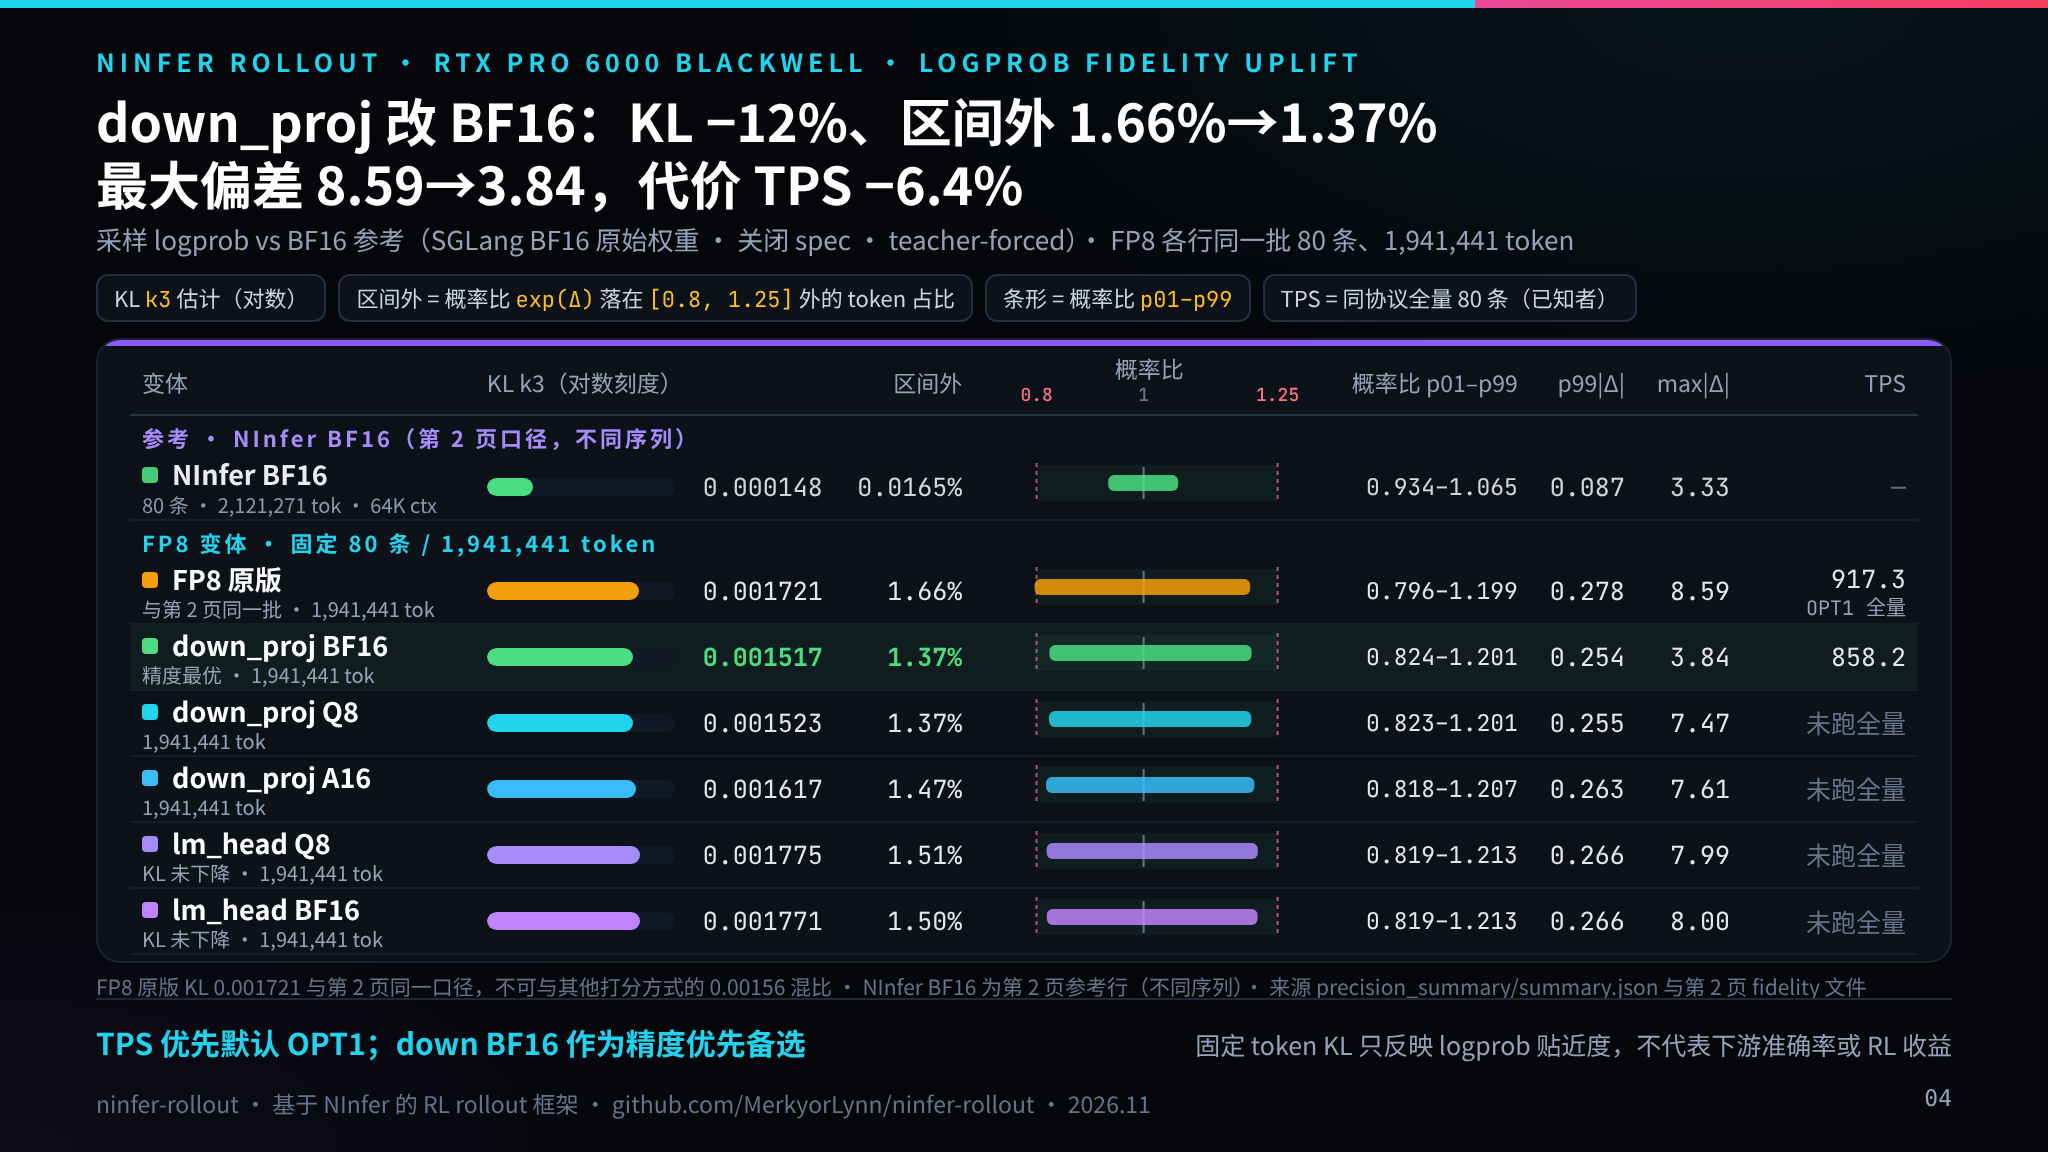 NINFER ROLLOUT • RTX PRO 6000 BLACKWELL • LOGPROB FIDELITY UPLIFT
down_proj 改 BF16：KL −12%、区间外 1.66%→1.37%
最大偏差 8.59→3.84，代价 TPS −6.4%
采样 logprob vs BF16 参考（SGLang BF16 原始权重 • 关闭 spec • teacher-forced）• FP8 各行同一批 80 条、1,941,441 token
KL k3 估计（对数） 区间外 = 概率比 exp(Δ) 落在 [0.8, 1.25] 外的 token 占比 条形 = 概率比 p01–p99 TPS = 同协议全量 80 条（已知者）
变体 KL k3（对数刻度） 区间外 概率比 概率比 p01–p99 p99|Δ| max|Δ| TPS
0.8 1 1.25
参考 • NInfer BF16（第 2 页口径，不同序列）
NInfer BF16 0.000148 0.0165% 0.934–1.065 0.087 3.33 —
80 条 • 2,121,271 tok • 64K ctx
FP8 变体 • 固定 80 条 / 1,941,441 token
FP8 原版 0.001721 1.66% 0.796–1.199 0.278 8.59 917.3
与第 2 页同一批 • 1,941,441 tok OPT1 全量
down_proj BF16 0.001517 1.37% 0.824–1.201 0.254 3.84 858.2
精度最优 • 1,941,441 tok
down_proj Q8 0.001523 1.37% 0.823–1.201 0.255 7.47 未跑全量
1,941,441 tok
down_proj A16 0.001617 1.47% 0.818–1.207 0.263 7.61 未跑全量
1,941,441 tok
lm_head Q8 0.001775 1.51% 0.819–1.213 0.266 7.99 未跑全量
KL 未下降 • 1,941,441 tok
lm_head BF16 0.001771 1.50% 0.819–1.213 0.266 8.00 未跑全量
KL 未下降 • 1,941,441 tok
FP8 原版 KL 0.001721 与第 2 页同一口径，不可与其他打分方式的 0.00156 混比 • NInfer BF16 为第 2 页参考行（不同序列）• 来源 precision_summary/summary.json 与第 2 页 fidelity 文件
TPS 优先默认 OPT1；down BF16 作为精度优先备选
固定 token KL 只反映 logprob 贴近度，不代表下游准确率或 RL 收益
ninfer-rollout • 基于 NInfer 的 RL rollout 框架 • github.com/MerkyorLynn/ninfer-rollout • 2026.11
04